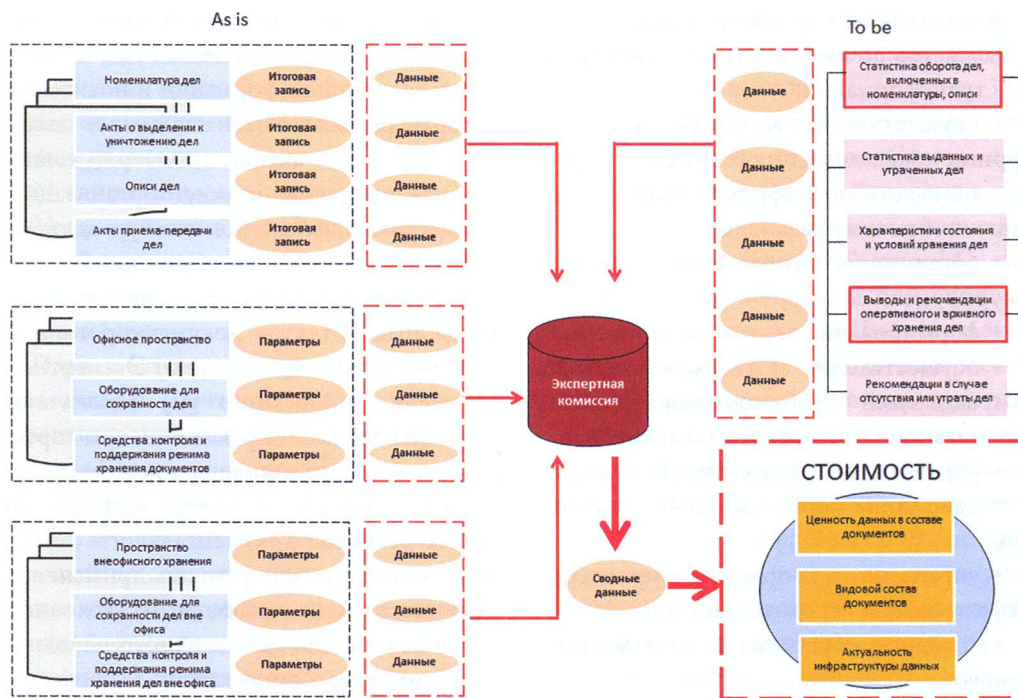 As is
To be
Номенклатура дел
Итоговая
запись
Данные
Акты о выделении к
уничтожению дел
Итоговая
запись
Данные
Описи дел
Итоговая
запись
Данные
Акты приема-передачи
дел
Итоговая
запись
Данные
Офисное пространство
Параметры
Данные
Оборудование для
сохранности дел
Параметры
Данные
Средства контроля и
поддержания режима
хранения документов
Параметры
Данные
Пространство
внеофисного хранения
Параметры
Данные
Оборудование для
сохранности дел вне
офиса
Параметры
Данные
Средства контроля и
поддержания режима
хранения дел вне офиса
Параметры
Данные
Экспертная
комиссия
Сводные
данные
Данные
Статистика оборота дел,
включенных в
номенклатуры, описи
Данные
Статистика выданных и
утраченных дел
Данные
Характеристики состояния
и условий хранения дел
Данные
Выводы и рекомендации
оперативного и архивного
хранения дел
Данные
Рекомендации в случае
отсутствия или утраты дел
СТОИМОСТЬ
Ценность данных в составе
документов
Видовой состав
документов
Актуальность
инфраструктуры данных